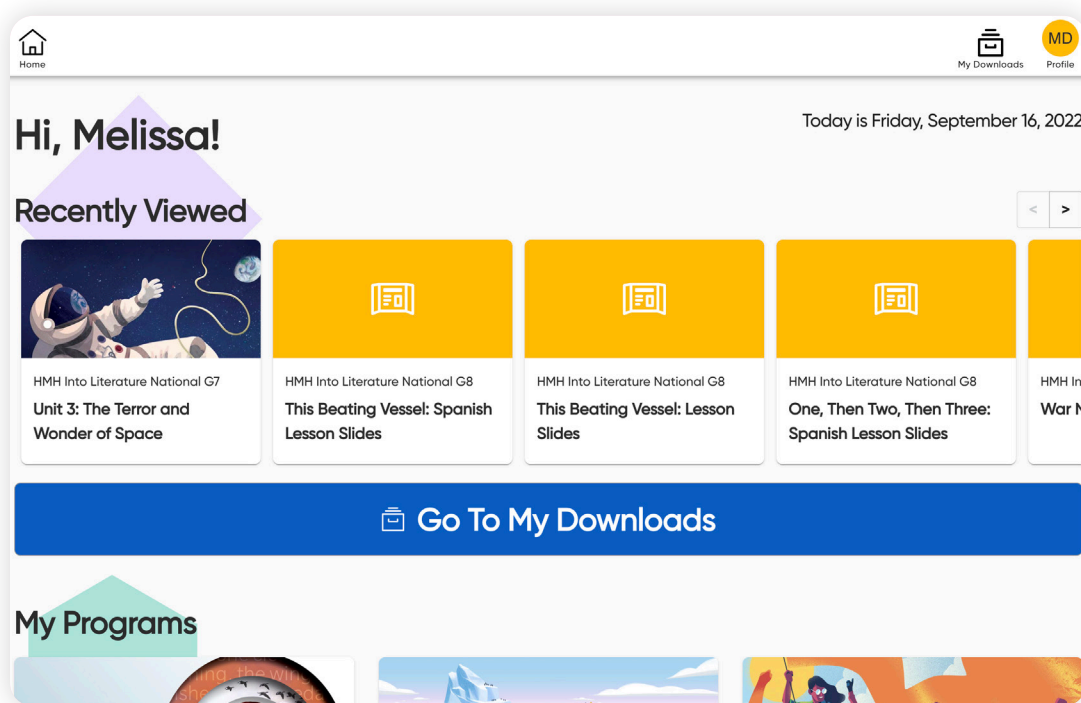 Home
My Downloads
MD
Profile
Hi, Melissa!
Today is Friday, September 16, 2022
Recently Viewed
< >
HMH Into Literature National G7
Unit 3: The Terror and
Wonder of Space
HMH Into Literature National G8
This Beating Vessel: Spanish
Lesson Slides
HMH Into Literature National G8
This Beating Vessel: Lesson
Slides
HMH Into Literature National G8
One, Then Two, Then Three:
Spanish Lesson Slides
HMH In
War
Go To My Downloads
My Programs